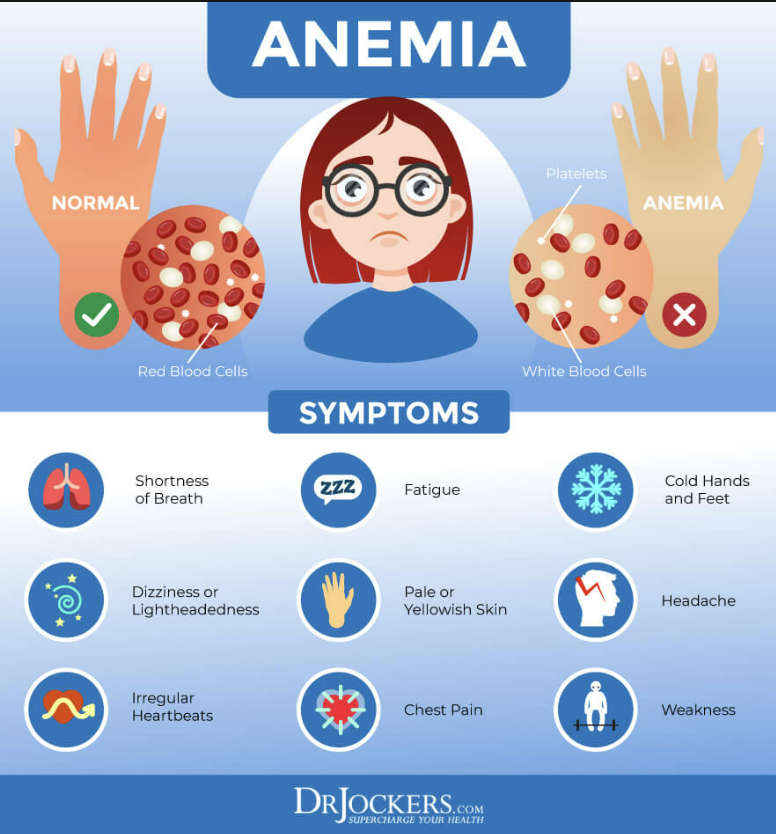 ANEMIA
NORMAL
Platelets
ANEMIA
Red Blood Cells
White Blood Cells
SYMPTOMS
Shortness
of Breath
ZZZ
Fatigue
Cold Hands
and Feet
Dizziness or
Lightheadedness
Pale or
Yellowish Skin
Headache
Irregular
Heartbeats
Chest Pain
Weakness
DRJOCKERS.COM
SUPERCHARGE YOUR HEALTH